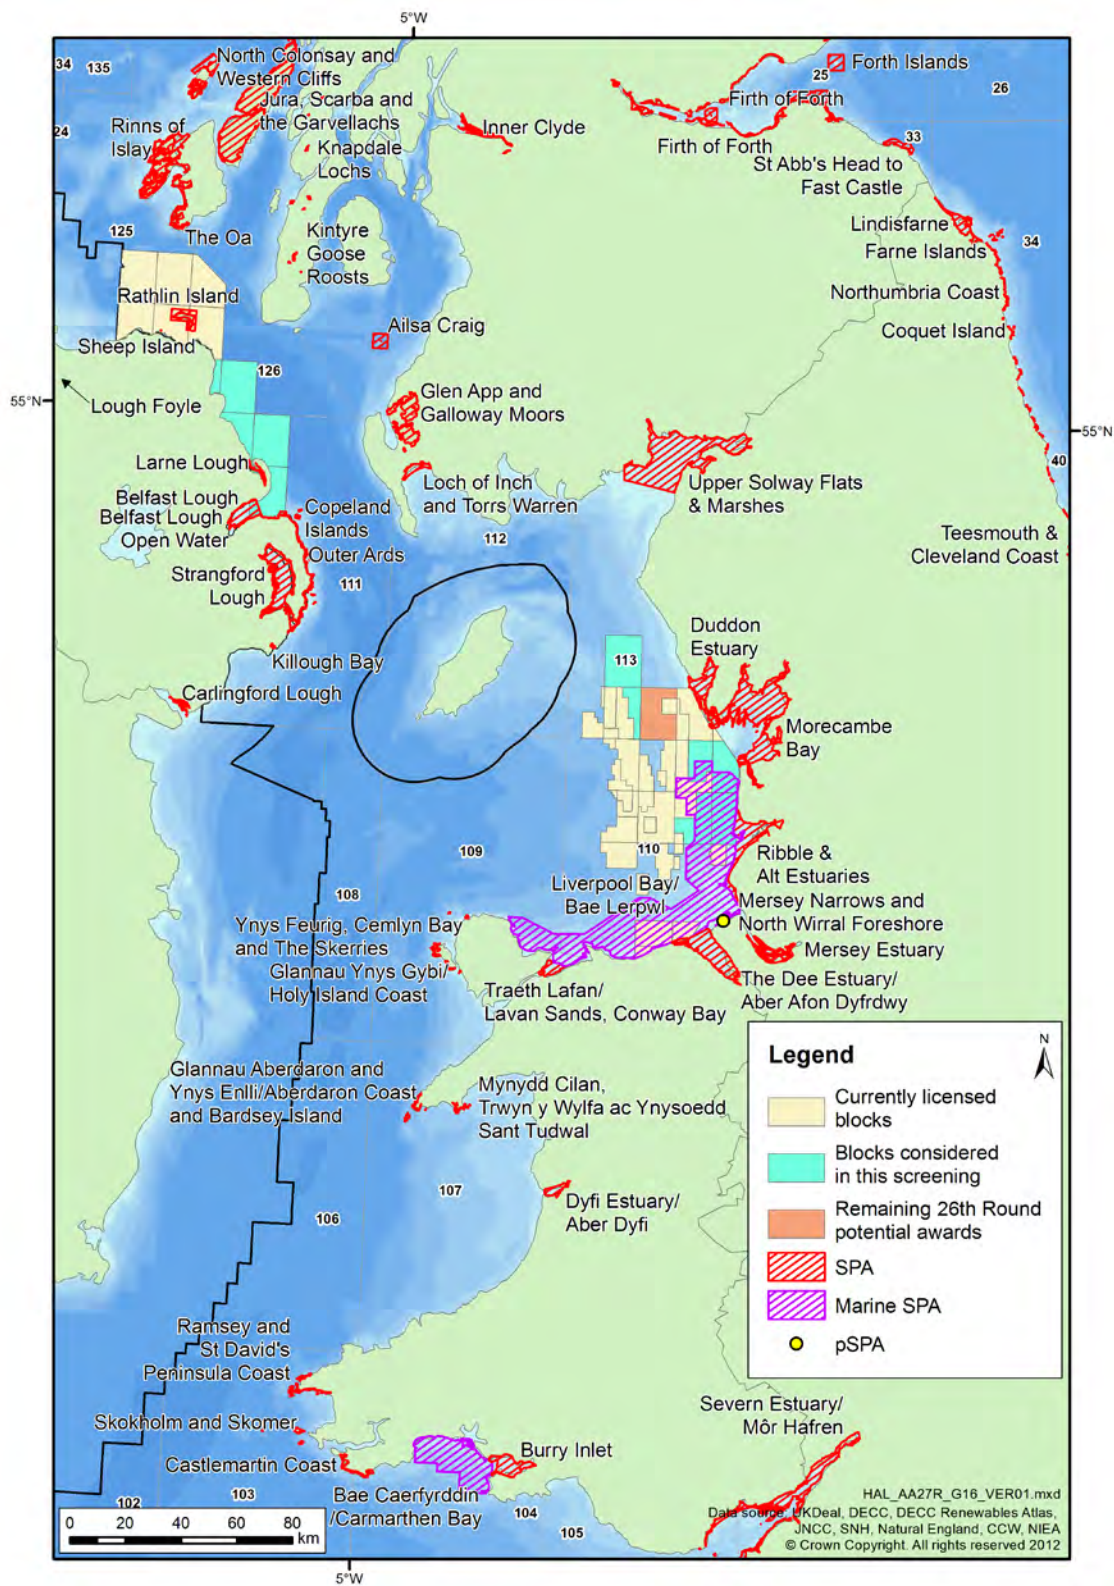 5°W
34
135
North Colonsay and
Western Cliffs
25
Forth Islands
26
24
Jura, Scarba and
the Garvellachs
Firth of Forth
Rinns of
Islay
Inner Clyde
33
Knapdale
Lochs
Firth of Forth
St Abb's Head to
Fast Castle
125
The Oa
Kintyre
Goose
Roosts
Lindisfarne
34
Farne Islands
Rathlin Island
Northumbria Coast
Ailsa Craig
Coquet Island
Sheep Island
126
55°N
Lough Foyle
Glen App and
Galloway Moors
55°N
Larne Lough
40
Belfast Lough
Loch of Inch
and Torrs Warren
Upper Solway Flats
& Marshes
Belfast Lough
Open Water
Copeland
Islands
112
Teesmouth &
Cleveland Coast
Outer Ards
Strangford
Lough
111
Duddon
Estuary
Killough Bay
113
Carlingford Lough
Morecambe
Bay
109
110
Ribble &
Alt Estuaries
108
Liverpool Bay/
Bae Lerpwl
Mersey Narrows and
North Wirral Foreshore
Ynys Feurig, Cemlyn Bay
and The Skerries
Mersey Estuary
Glannau Ynys Gybi/
Holy Island Coast
Traeth Lafan/
Lavan Sands, Conway Bay
The Dee Estuary/
Aber Afon Dyfrdwy
Glannau Aberdaron and
Ynys Enlli/Aberdaron Coast
and Bardsey Island
Mynydd Cilan,
Trwyn y Wylfa ac Ynysoedd
Sant Tudwal
107
Dyfi Estuary/
Aber Dyfi
106
Legend
N
Currently licensed
blocks
Blocks considered
in this screening
Remaining 26th Round
potential awards
SPA
Marine SPA
pSPA
Ramsey and
St David's
Peninsula Coast
Skokholm and Skomer
Severn Estuary/
Môr Hafren
Castlemartin Coast
Burry Inlet
Bae Caerfyrddin
/Carmarthen Bay
102
103
104
105
0 20 40 60 80
km
HAL_AA27R_G16_VER01.mxd
Data source: UKDeal, DECC, DECC Renewables Atlas,
JNCC, SNH, Natural England, CCW, NIEA
© Crown Copyright. All rights reserved 2012
5°W